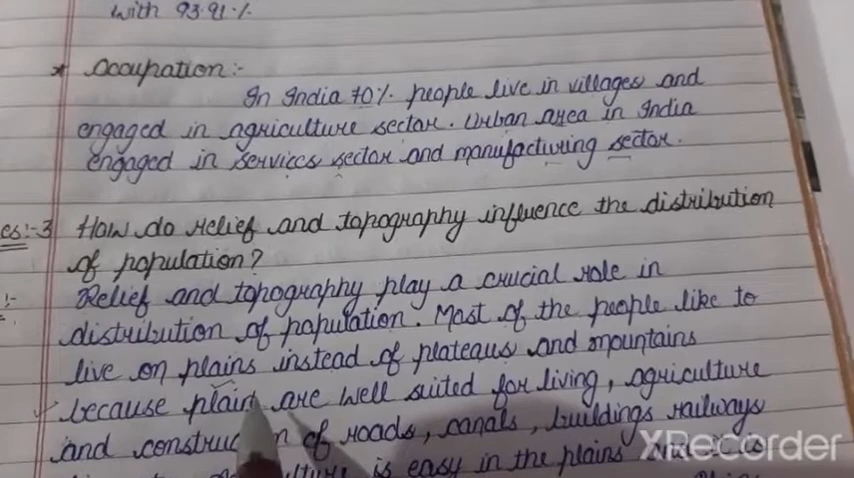 with 93.91%
* Occupation:-
In India 70% people live in villages and
engaged in agriculture sector. Urban area in India
engaged in services sector and manufacturing sector.
es:-3 How do relief and topography influence the distribution
of population?
:- Relief and topography play a crucial role in
distribution of population. Most of the people like to
live on plains instead of plateaus and mountains
because plain are well suited for living, agriculture
and construc n of roads, canals, buildings railways
is easy in the plains
XRecorder